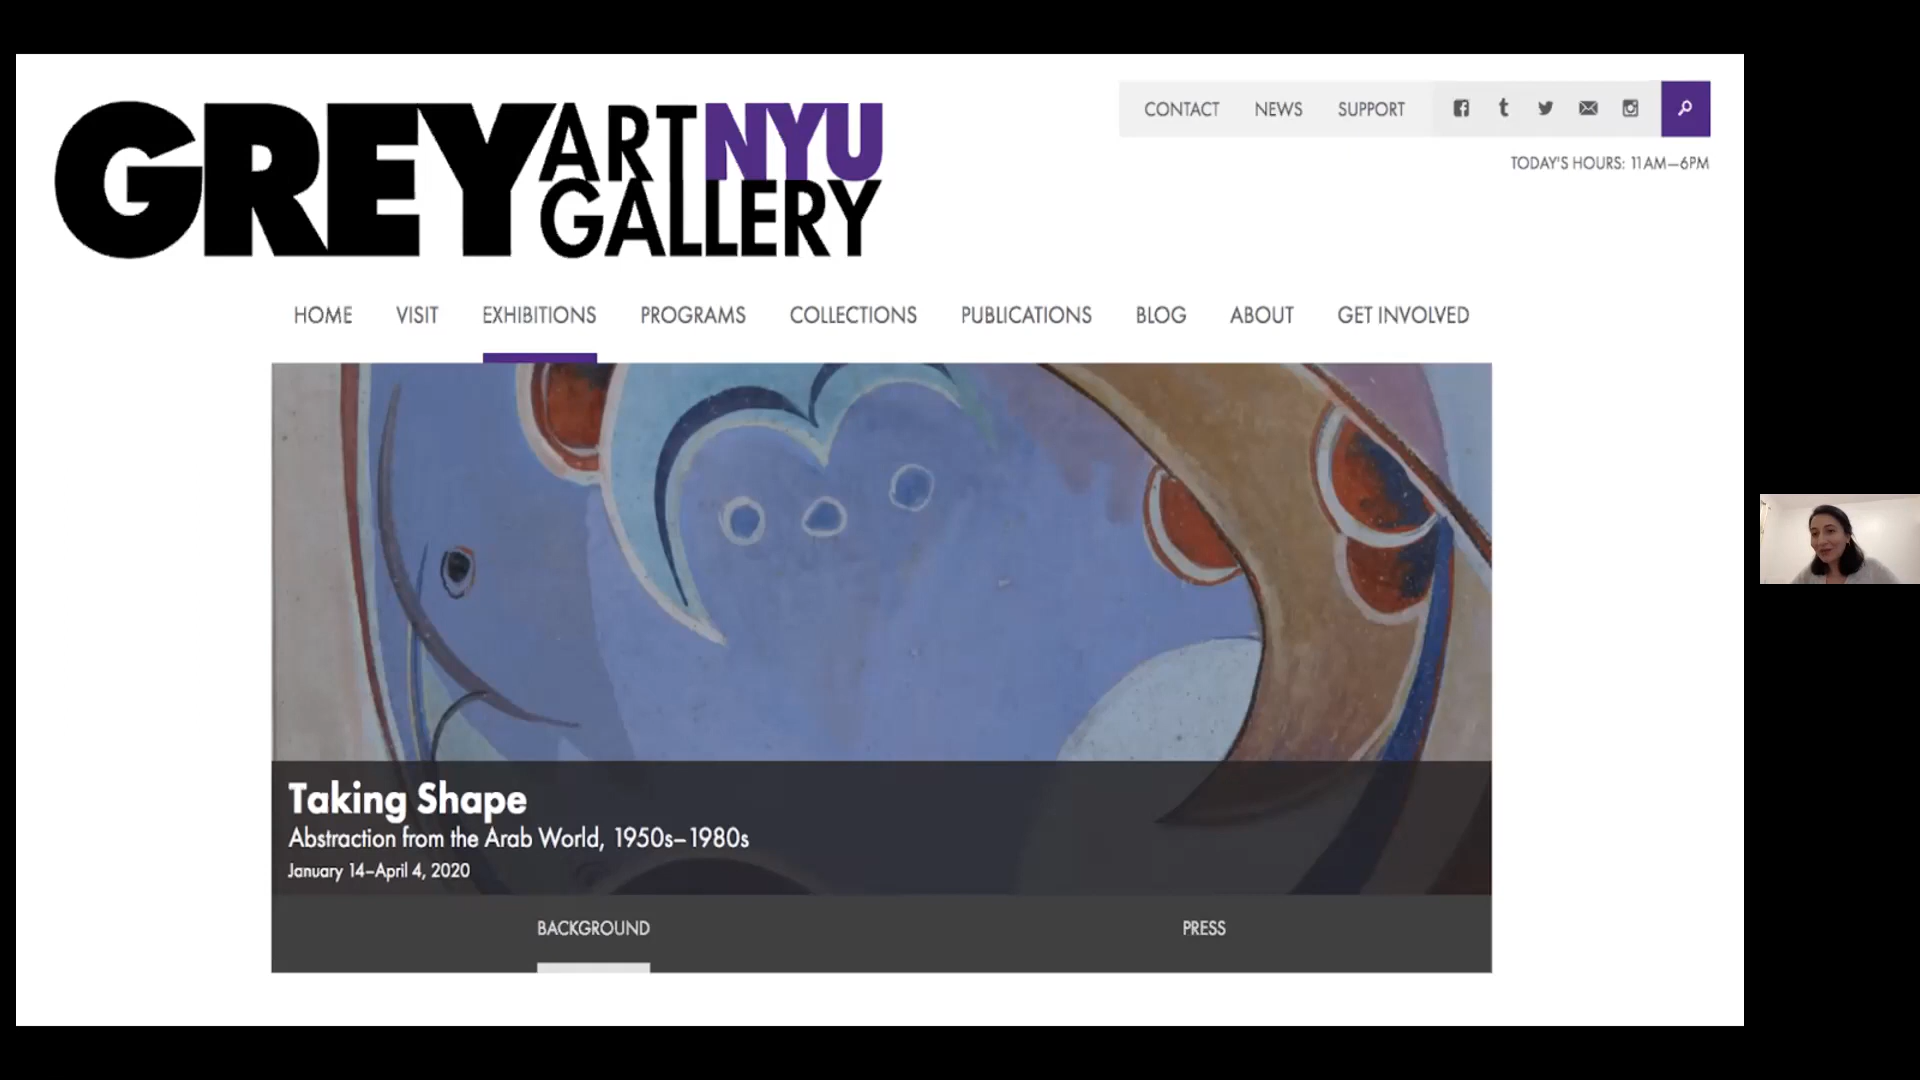 GREY ART NYU GALLERY
CONTACT NEWS SUPPORT
TODAY'S HOURS: 11AM—6PM
HOME VISIT EXHIBITIONS PROGRAMS COLLECTIONS PUBLICATIONS BLOG ABOUT GET INVOLVED
Taking Shape
Abstraction from the Arab World, 1950s–1980s
January 14–April 4, 2020
BACKGROUND PRESS